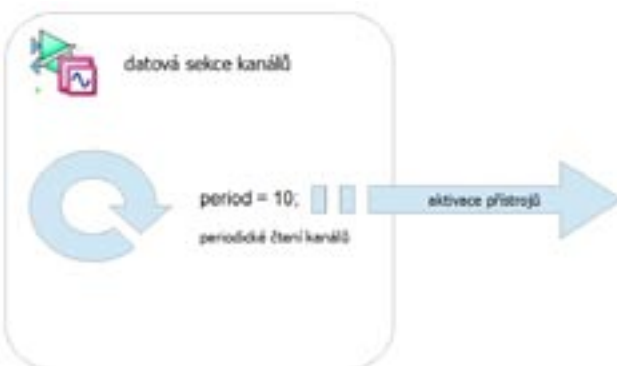 datová sekce kanálů
period = 10;
aktivace přístrojů
periodické čtení kanálů